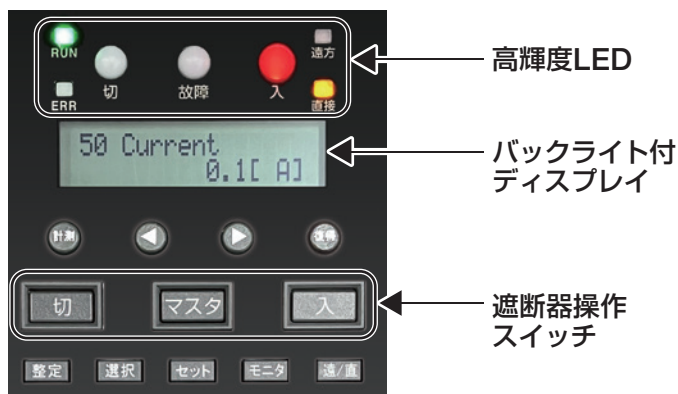 RUN
遠方
切
故障
入
ERR
直接
高輝度LED
50 Current
0.1[ A]
バックライト付
ディスプレイ
計測
◀
▶
復帰
切
マスタ
入
遮断器操作
スイッチ
整定
選択
セット
モニタ
遠/直